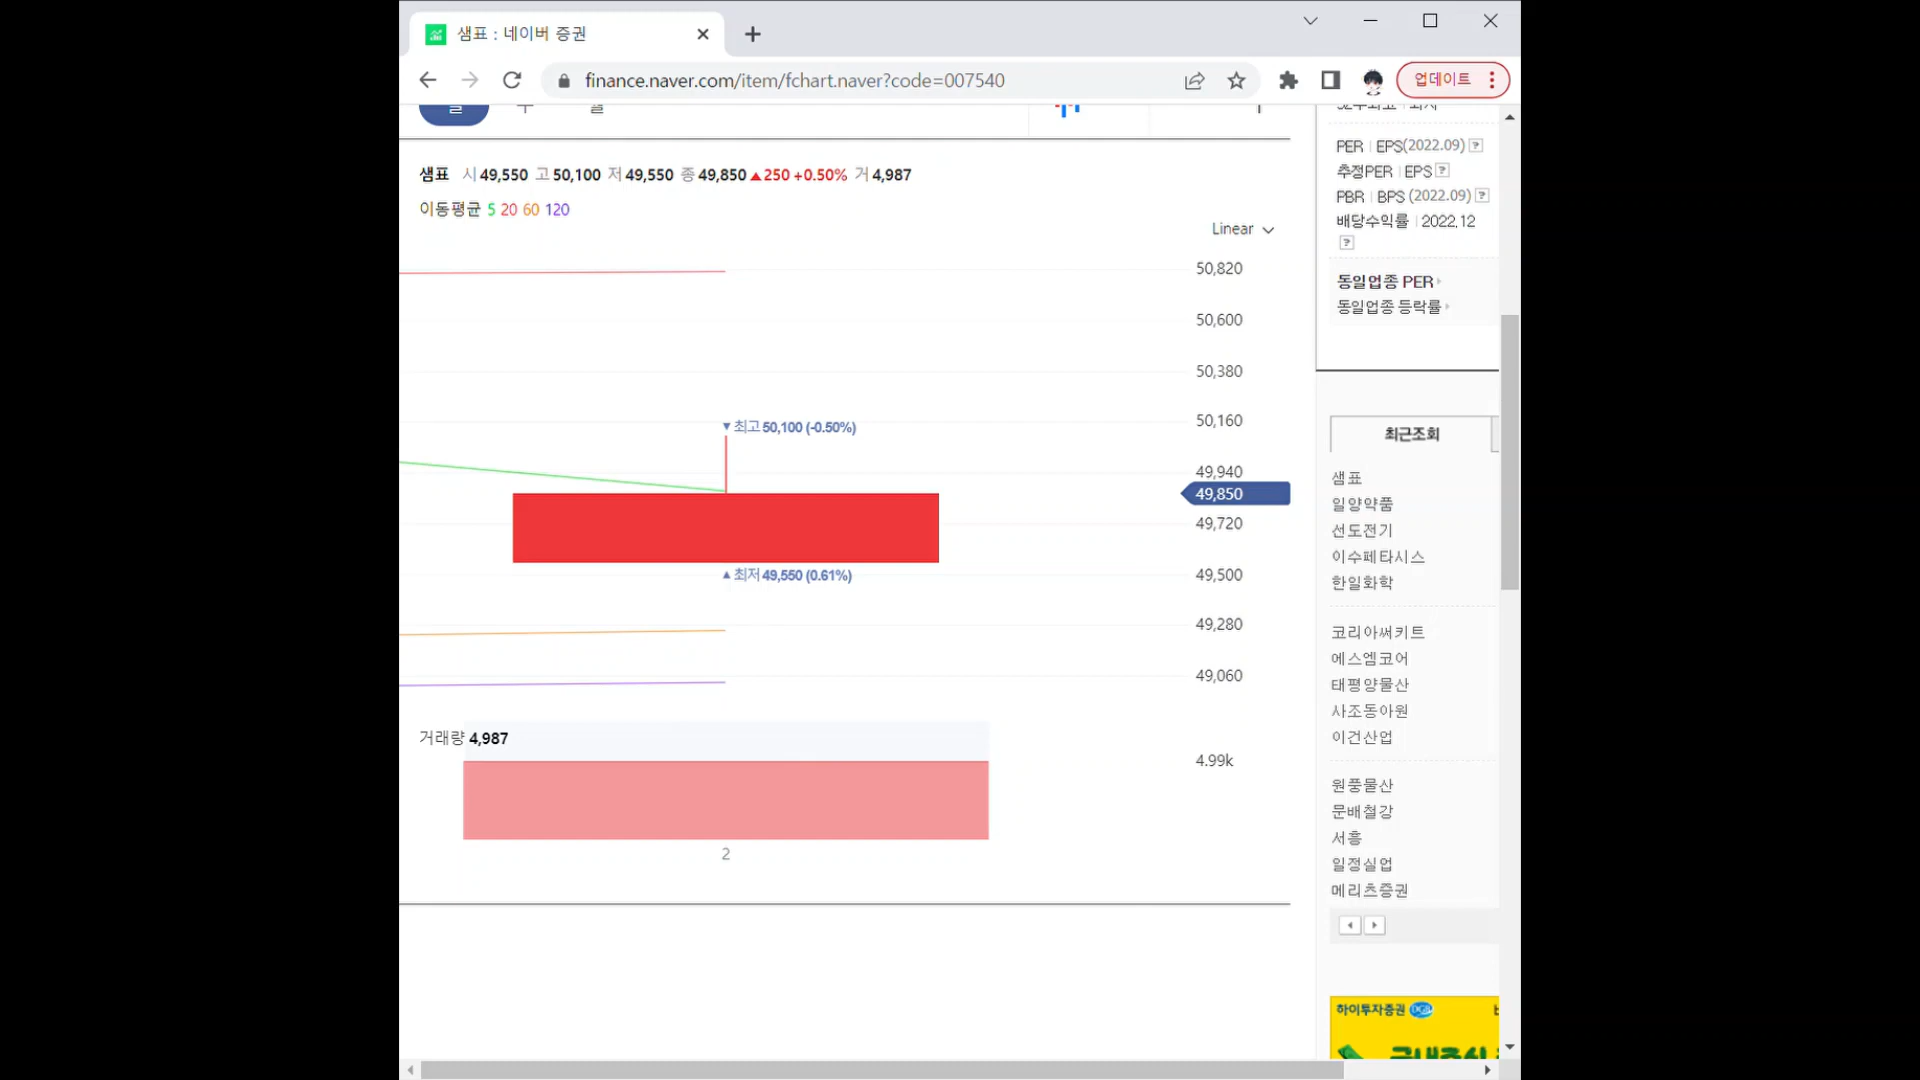 샘표 : 네이버 증권
finance.naver.com/item/fchart.naver?code=007540
업데이트
샘표 시 49,550 고 50,100 저 49,550 종 49,850 ▲250 +0.50% 거 4,987
이동평균 5 20 60 120
Linear
50,820
50,600
50,380
50,160
49,940
49,850
49,720
49,500
49,280
49,060
▼최고 50,100 (-0.50%)
▲최저 49,550 (0.61%)
거래량 4,987
4.99k
2
PER EPS(2022.09) ?
추정PER EPS ?
PBR BPS (2022.09) ?
배당수익률 2022.12
?
동일업종 PER
동일업종 등락률
최근조회
샘표
일양약품
선도전기
이수페타시스
한일화학
코리아써키트
에스엠코어
태평양물산
사조동아원
이건산업
원풍물산
문배철강
서흥
일정실업
메리츠증권
하이투자증권 DGB